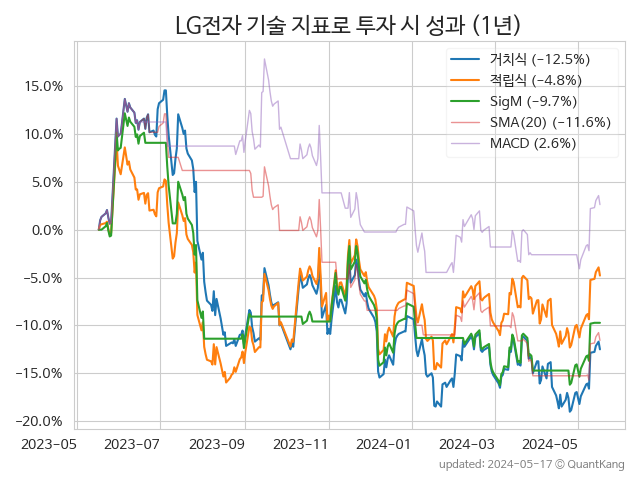 LG전자 기술 지표로 투자 시 성과 (1년)
거치식 (−12.5%)
적립식 (−4.8%)
SigM (−9.7%)
SMA(20) (−11.6%)
MACD (2.6%)
15.0%
10.0%
5.0%
0.0%
−5.0%
−10.0%
−15.0%
−20.0%
2023-05 2023-07 2023-09 2023-11 2024-01 2024-03 2024-05
updated: 2024-05-17 © QuantKang